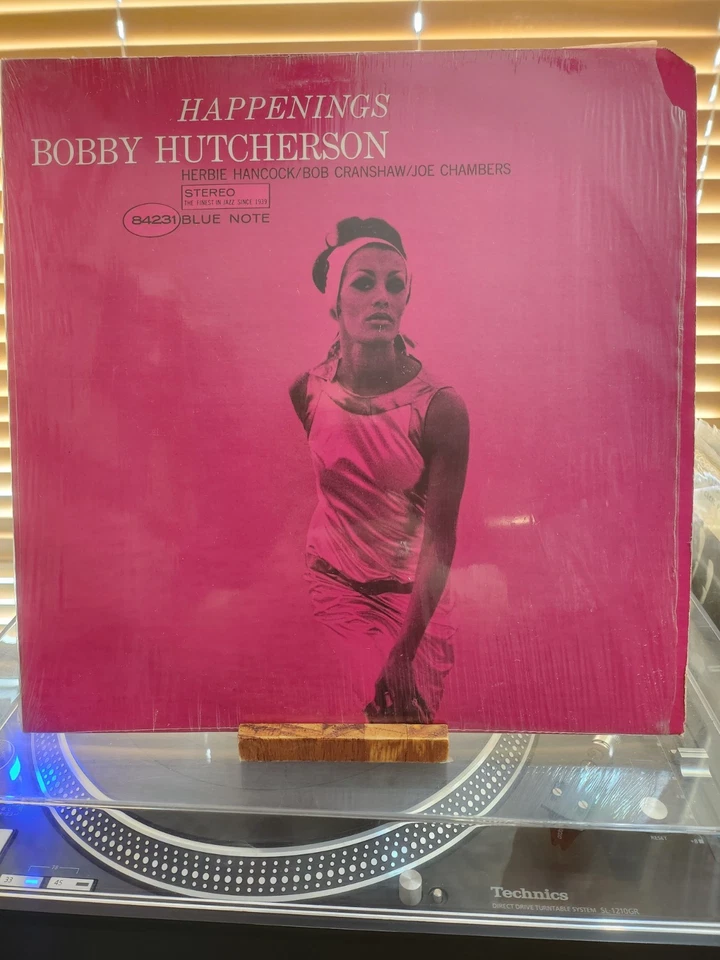 HAPPENINGS
BOBBY HUTCHERSON
HERBIE HANCOCK/BOB CRANSHAW/JOE CHAMBERS
STEREO
THE FINEST IN JAZZ SINCE 1939
84231 BLUE NOTE
33
45
RESET
Technics
DIRECT DRIVE TURNTABLE SYSTEM SL-1210GR